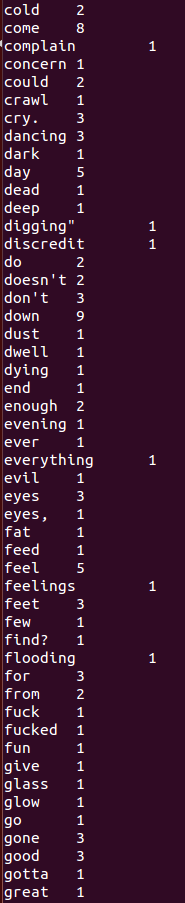 cold 2
come 8
complain 1
concern 1
could 2
crawl 1
cry. 3
dancing 3
dark 1
day 5
dead 1
deep 1
digging" 1
discredit 1
do 2
doesn't 2
don't 3
down 9
dust 1
dwell 1
dying 1
end 1
enough 2
evening 1
ever 1
everything 1
evil 1
eyes 3
eyes, 1
fat 1
feed 1
feel 5
feelings 1
feet 3
few 1
find? 1
flooding 1
for 3
from 2
fuck 1
fucked 1
fun 1
give 1
glass 1
glow 1
go 1
gone 3
good 3
gotta 1
great 1